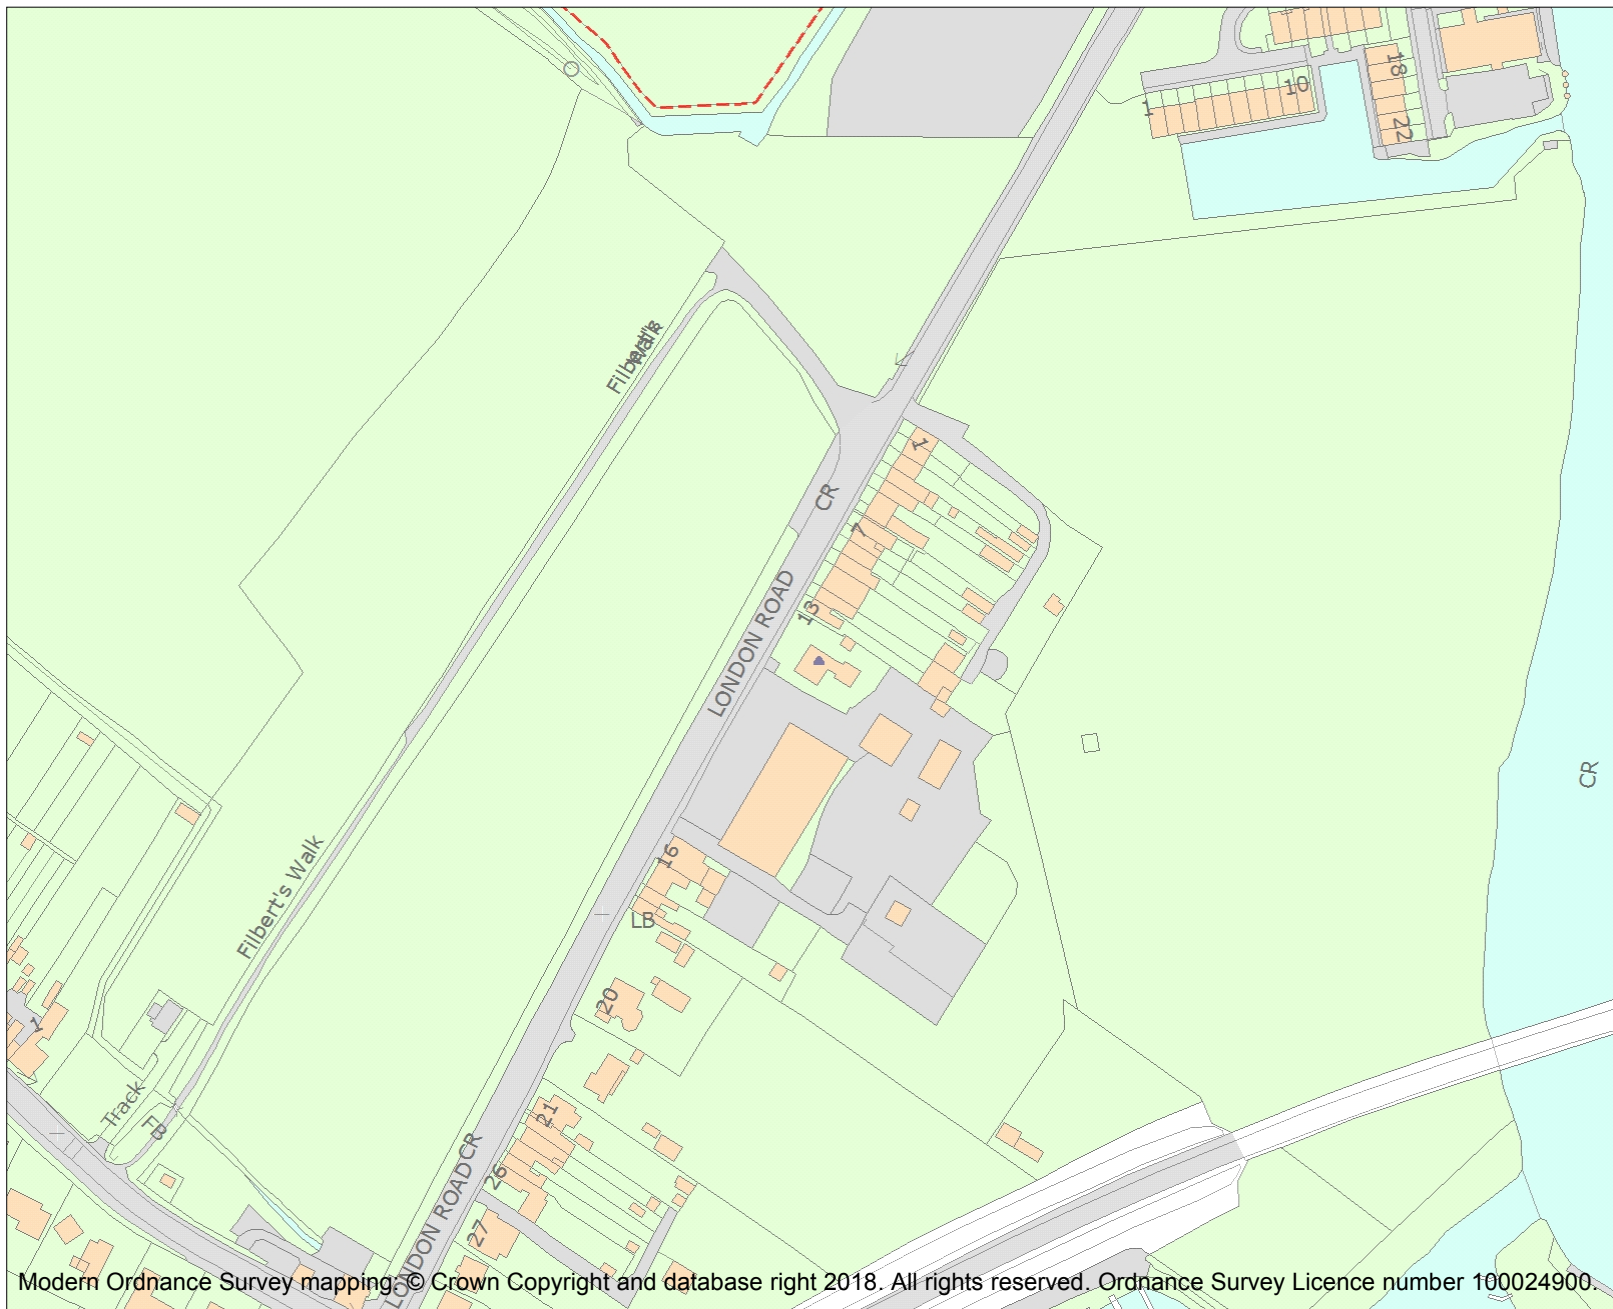 18
10
1
22
Filbert's
Walk
1
CR
7
LONDON ROAD
13
CR
16
Filbert's Walk
LB
20
1
Track
FB
21
CR
26
LONDON ROAD
27
Modern Ordnance Survey mapping: © Crown Copyright and database right 2018. All rights reserved. Ordnance Survey Licence number 100024900.